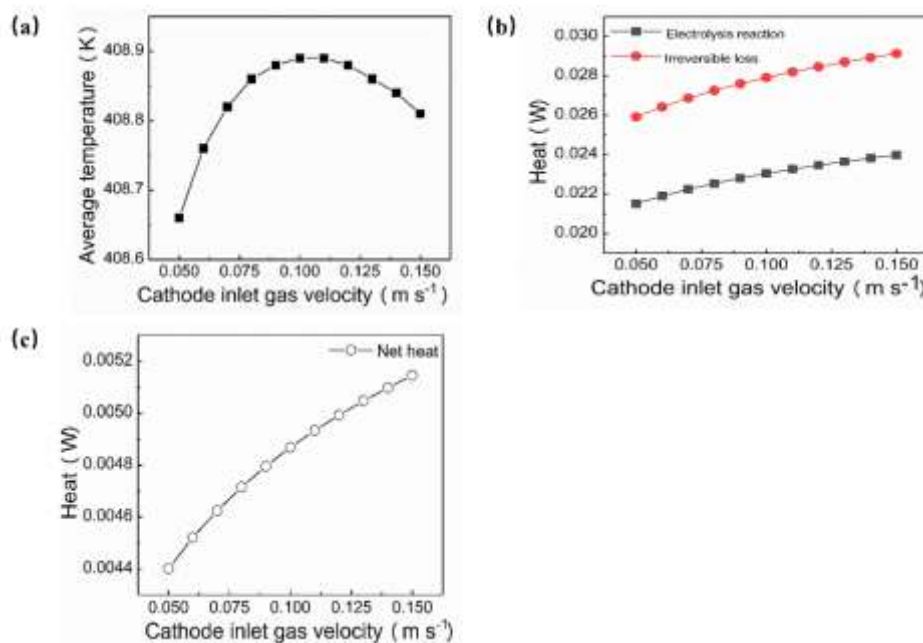 (a)
Average temperature (K)
408.9
408.8
408.7
408.6
0.050 0.075 0.100 0.125 0.150
Cathode inlet gas velocity (m s-1)
(b)
Heat (W)
0.030
0.028
0.026
0.024
0.022
0.020
Electrolysis reaction
Irreversible loss
0.050 0.075 0.100 0.125 0.150
Cathode inlet gas velocity (m s-1)
(c)
Heat (W)
0.0052
0.0050
0.0048
0.0046
0.0044
Net heat
0.050 0.075 0.100 0.125 0.150
Cathode inlet gas velocity (m s-1)